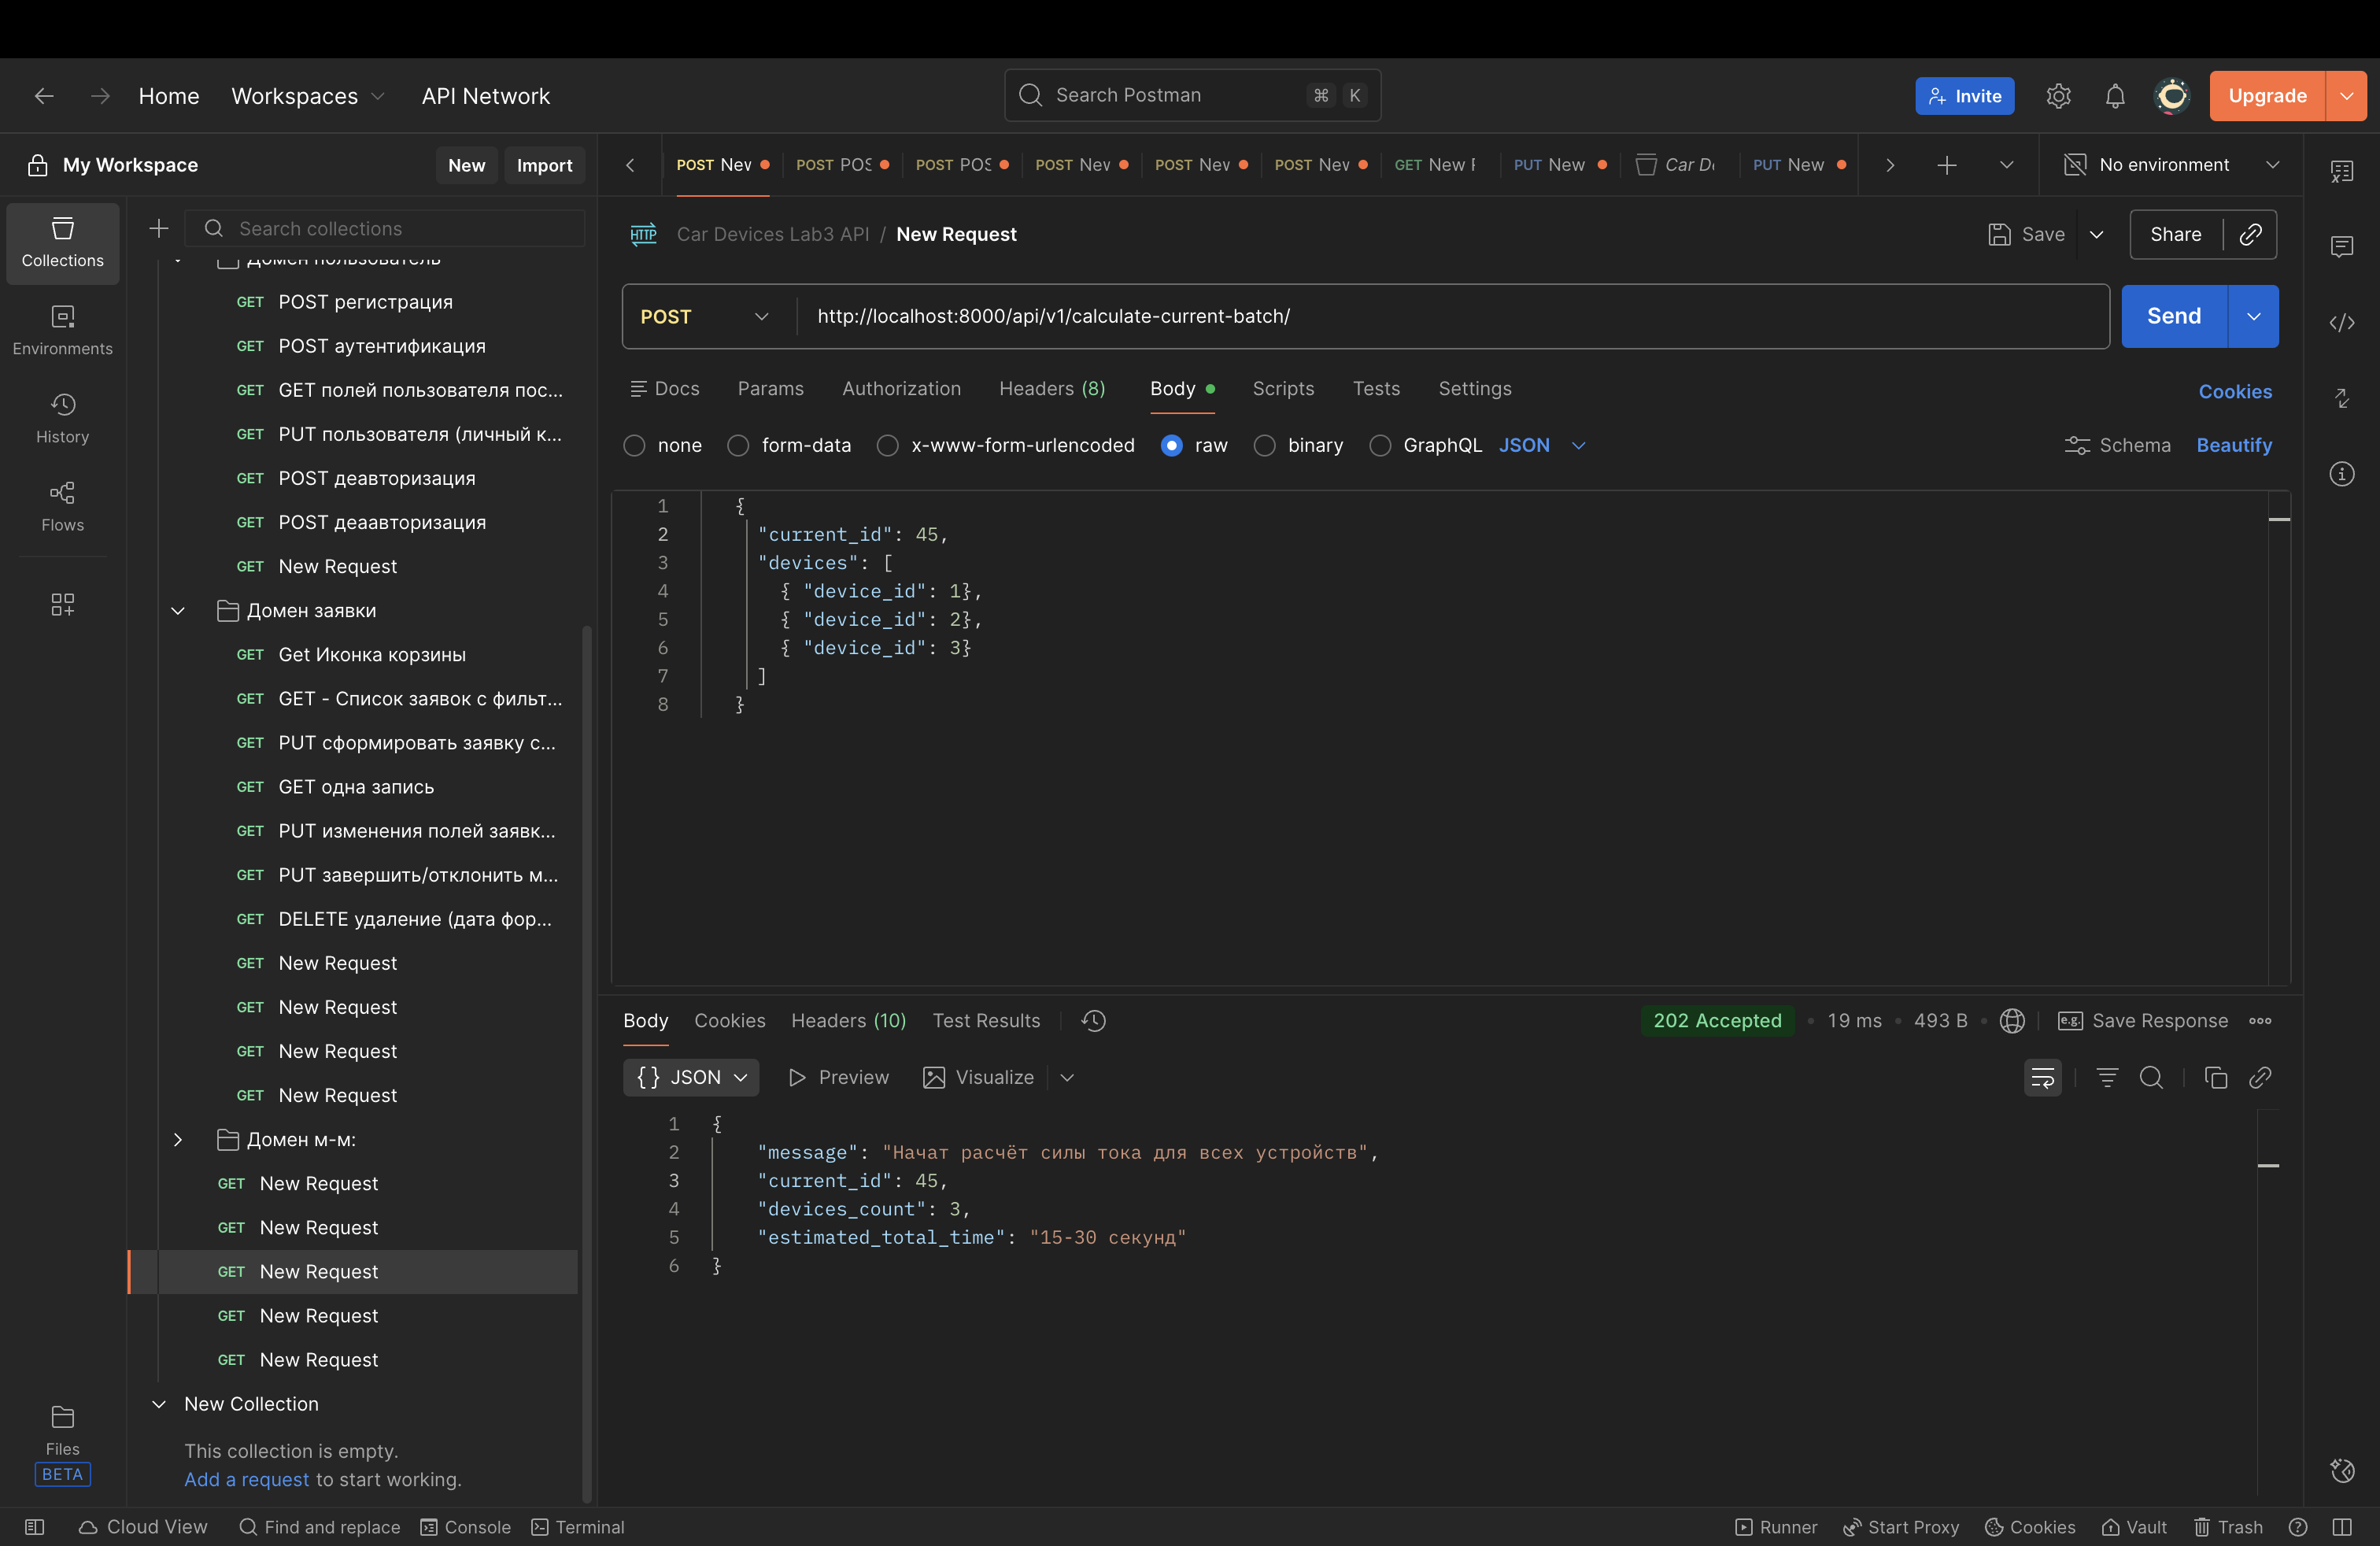 Home
Workspaces
API Network
Search Postman
⌘ K
Invite
Upgrade
My Workspace
New
Import
POST Nev
POST POS
POST POS
POST Nev
POST Nev
POST Nev
GET New F
PUT New
Car De
PUT New
No environment
Collections
Environments
History
Flows
Files
BETA
Search collections
Домен пользователь
GET POST регистрация
GET POST аутентификация
GET GET полей пользователя пос...
GET PUT пользователя (личный к...
GET POST деавторизация
GET POST деаавторизация
GET New Request
Домен заявки
GET Get Иконка корзины
GET GET - Список заявок с фильт...
GET PUT сформировать заявку с...
GET GET одна запись
GET PUT изменения полей заявк...
GET PUT завершить/отклонить м...
GET DELETE удаление (дата фор...
GET New Request
GET New Request
GET New Request
GET New Request
Домен м-м:
GET New Request
GET New Request
GET New Request
GET New Request
GET New Request
New Collection
This collection is empty.
Add a request to start working.
HTTP Car Devices Lab3 API / New Request
Save
Share
POST http://localhost:8000/api/v1/calculate-current-batch/
Send
Docs
Params
Authorization
Headers (8)
Body
Scripts
Tests
Settings
Cookies
none
form-data
x-www-form-urlencoded
raw
binary
GraphQL
JSON
Schema
Beautify
1 {
2 "current_id": 45,
3 "devices": [
4 { "device_id": 1},
5 { "device_id": 2},
6 { "device_id": 3}
7 ]
8 }
Body
Cookies
Headers (10)
Test Results
202 Accepted
19 ms
493 B
e.g. Save Response
{} JSON
Preview
Visualize
1 {
2 "message": "Начат расчёт силы тока для всех устройств",
3 "current_id": 45,
4 "devices_count": 3,
5 "estimated_total_time": "15-30 секунд"
6 }
Cloud View
Find and replace
Console
Terminal
Runner
Start Proxy
Cookies
Vault
Trash